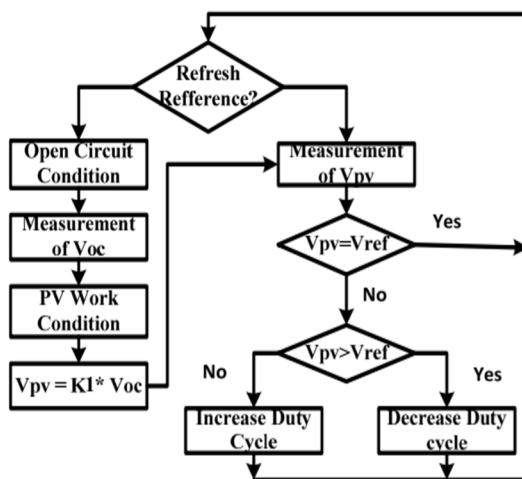 Refresh
Refference?
Open Circuit
Condition
Measurement
of Voc
PV Work
Condition
Vpv = K1* Voc
Measurement
of Vpv
Vpv=Vref
Yes
No
Vpv>Vref
No
Yes
Increase Duty
Cycle
Decrease Duty
cycle